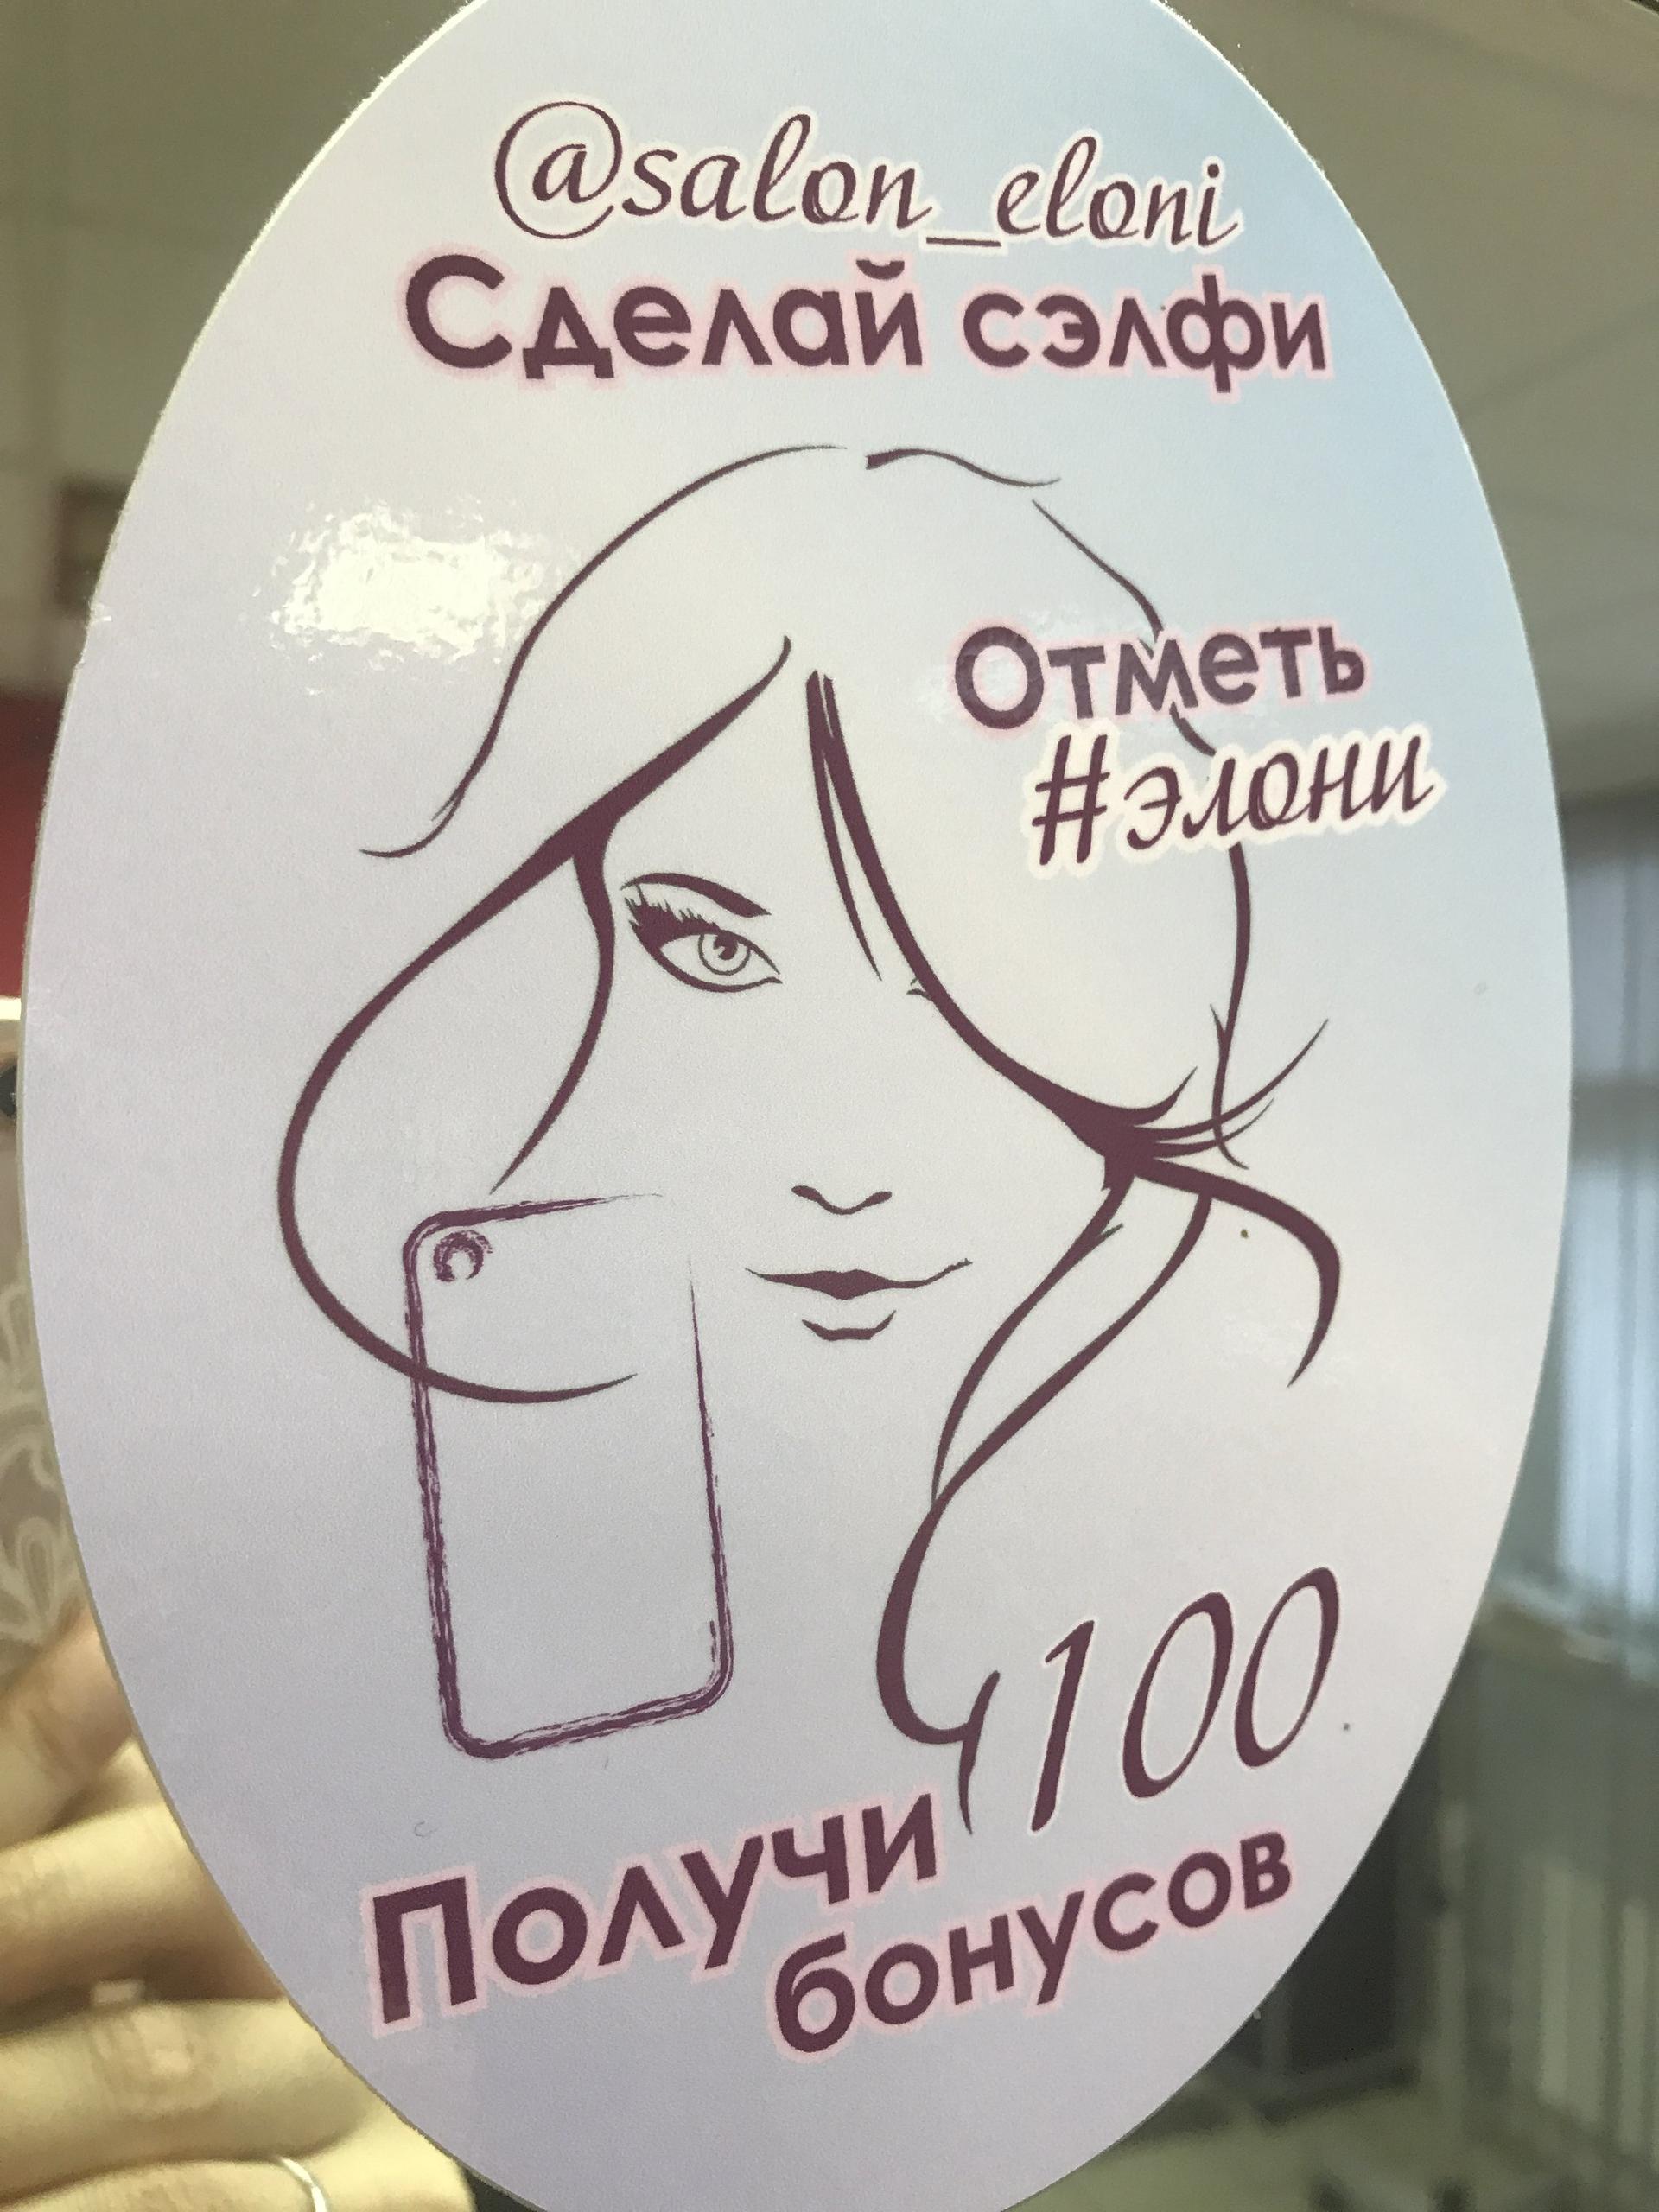 @salon_eloni
Сделай сэлфи
Отметь
#элони
100
Получи
бонусов